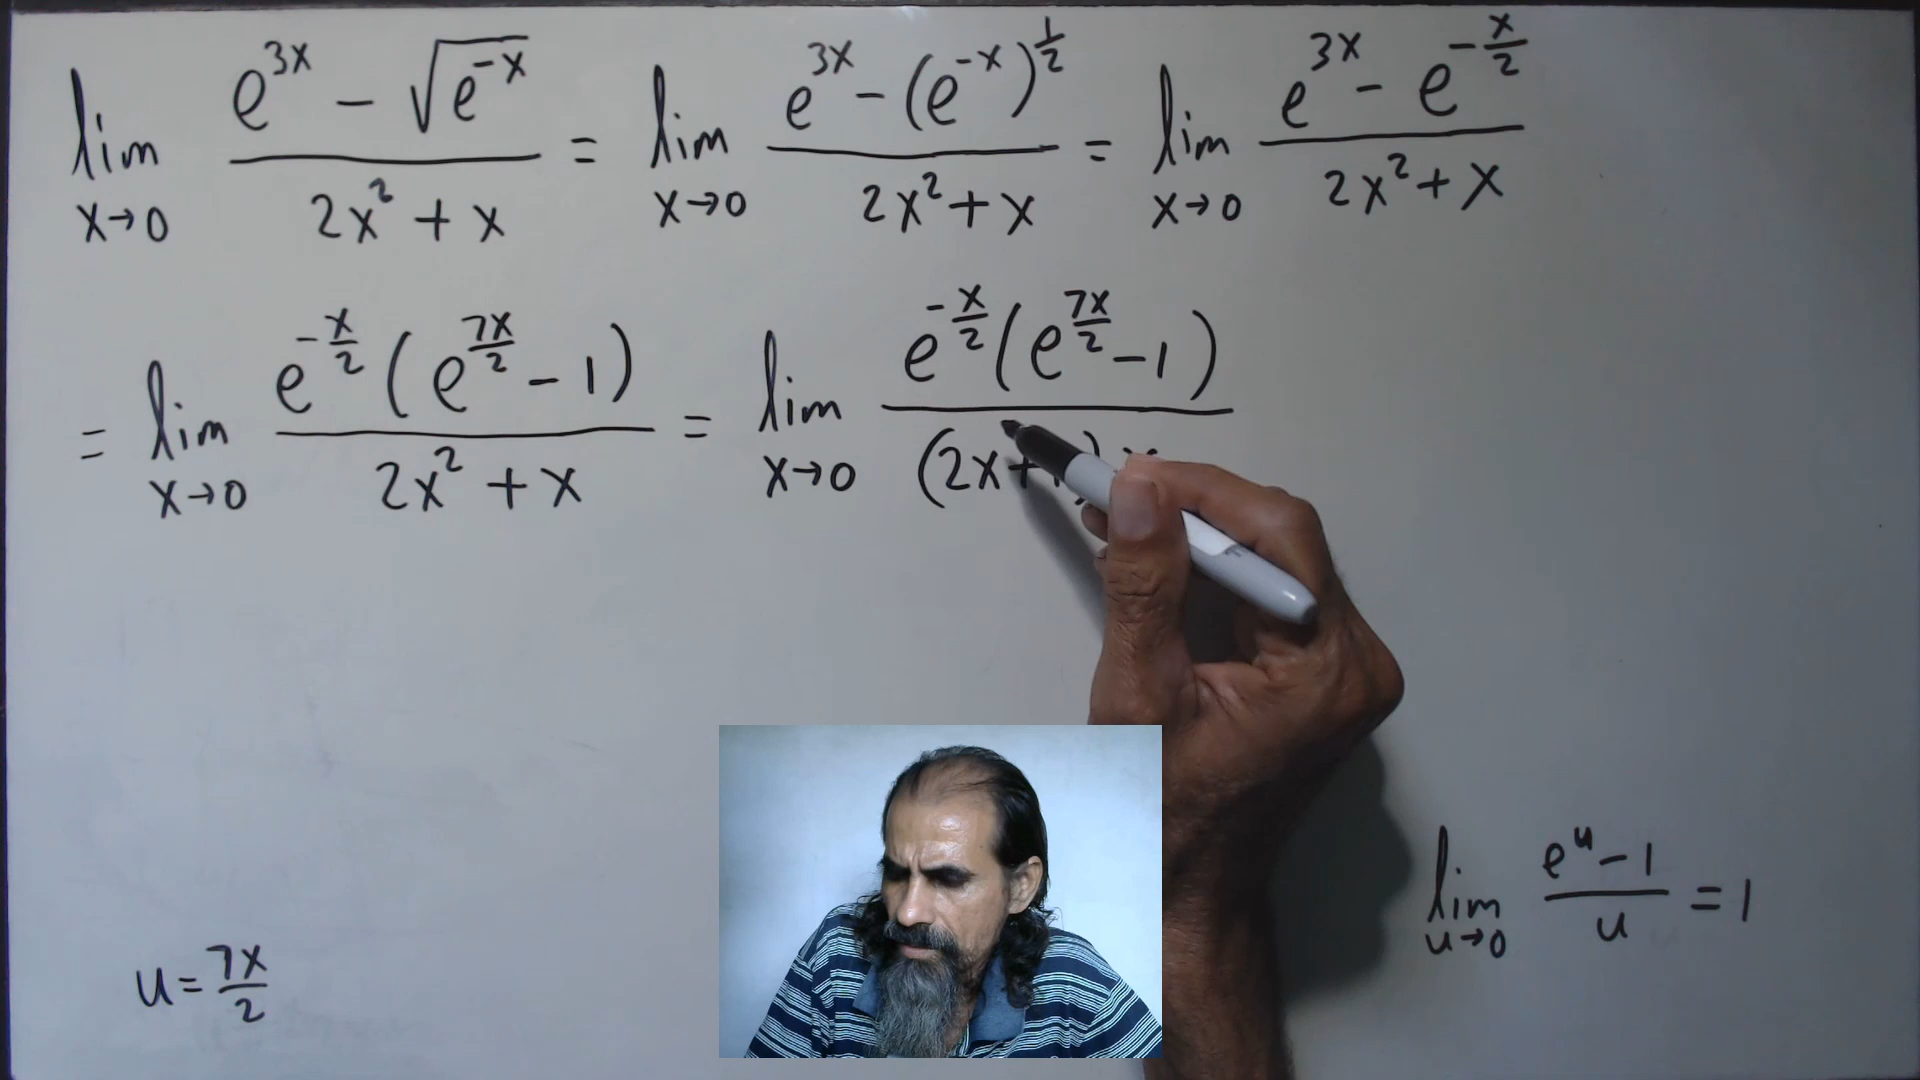 lim x→0 (e^{3x} - √(e^{-x})) / (2x² + x) = lim x→0 (e^{3x} - (e^{-x})^{1/2}) / (2x² + x) = lim x→0 (e^{3x} - e^{-x/2}) / (2x² + x)
= lim x→0 e^{-x/2} (e^{7x/2} - 1) / (2x² + x) = lim x→0 e^{-x/2} (e^{7x/2} - 1) / (2x+
lim u→0 (e^u - 1) / u = 1
u = 7x/2